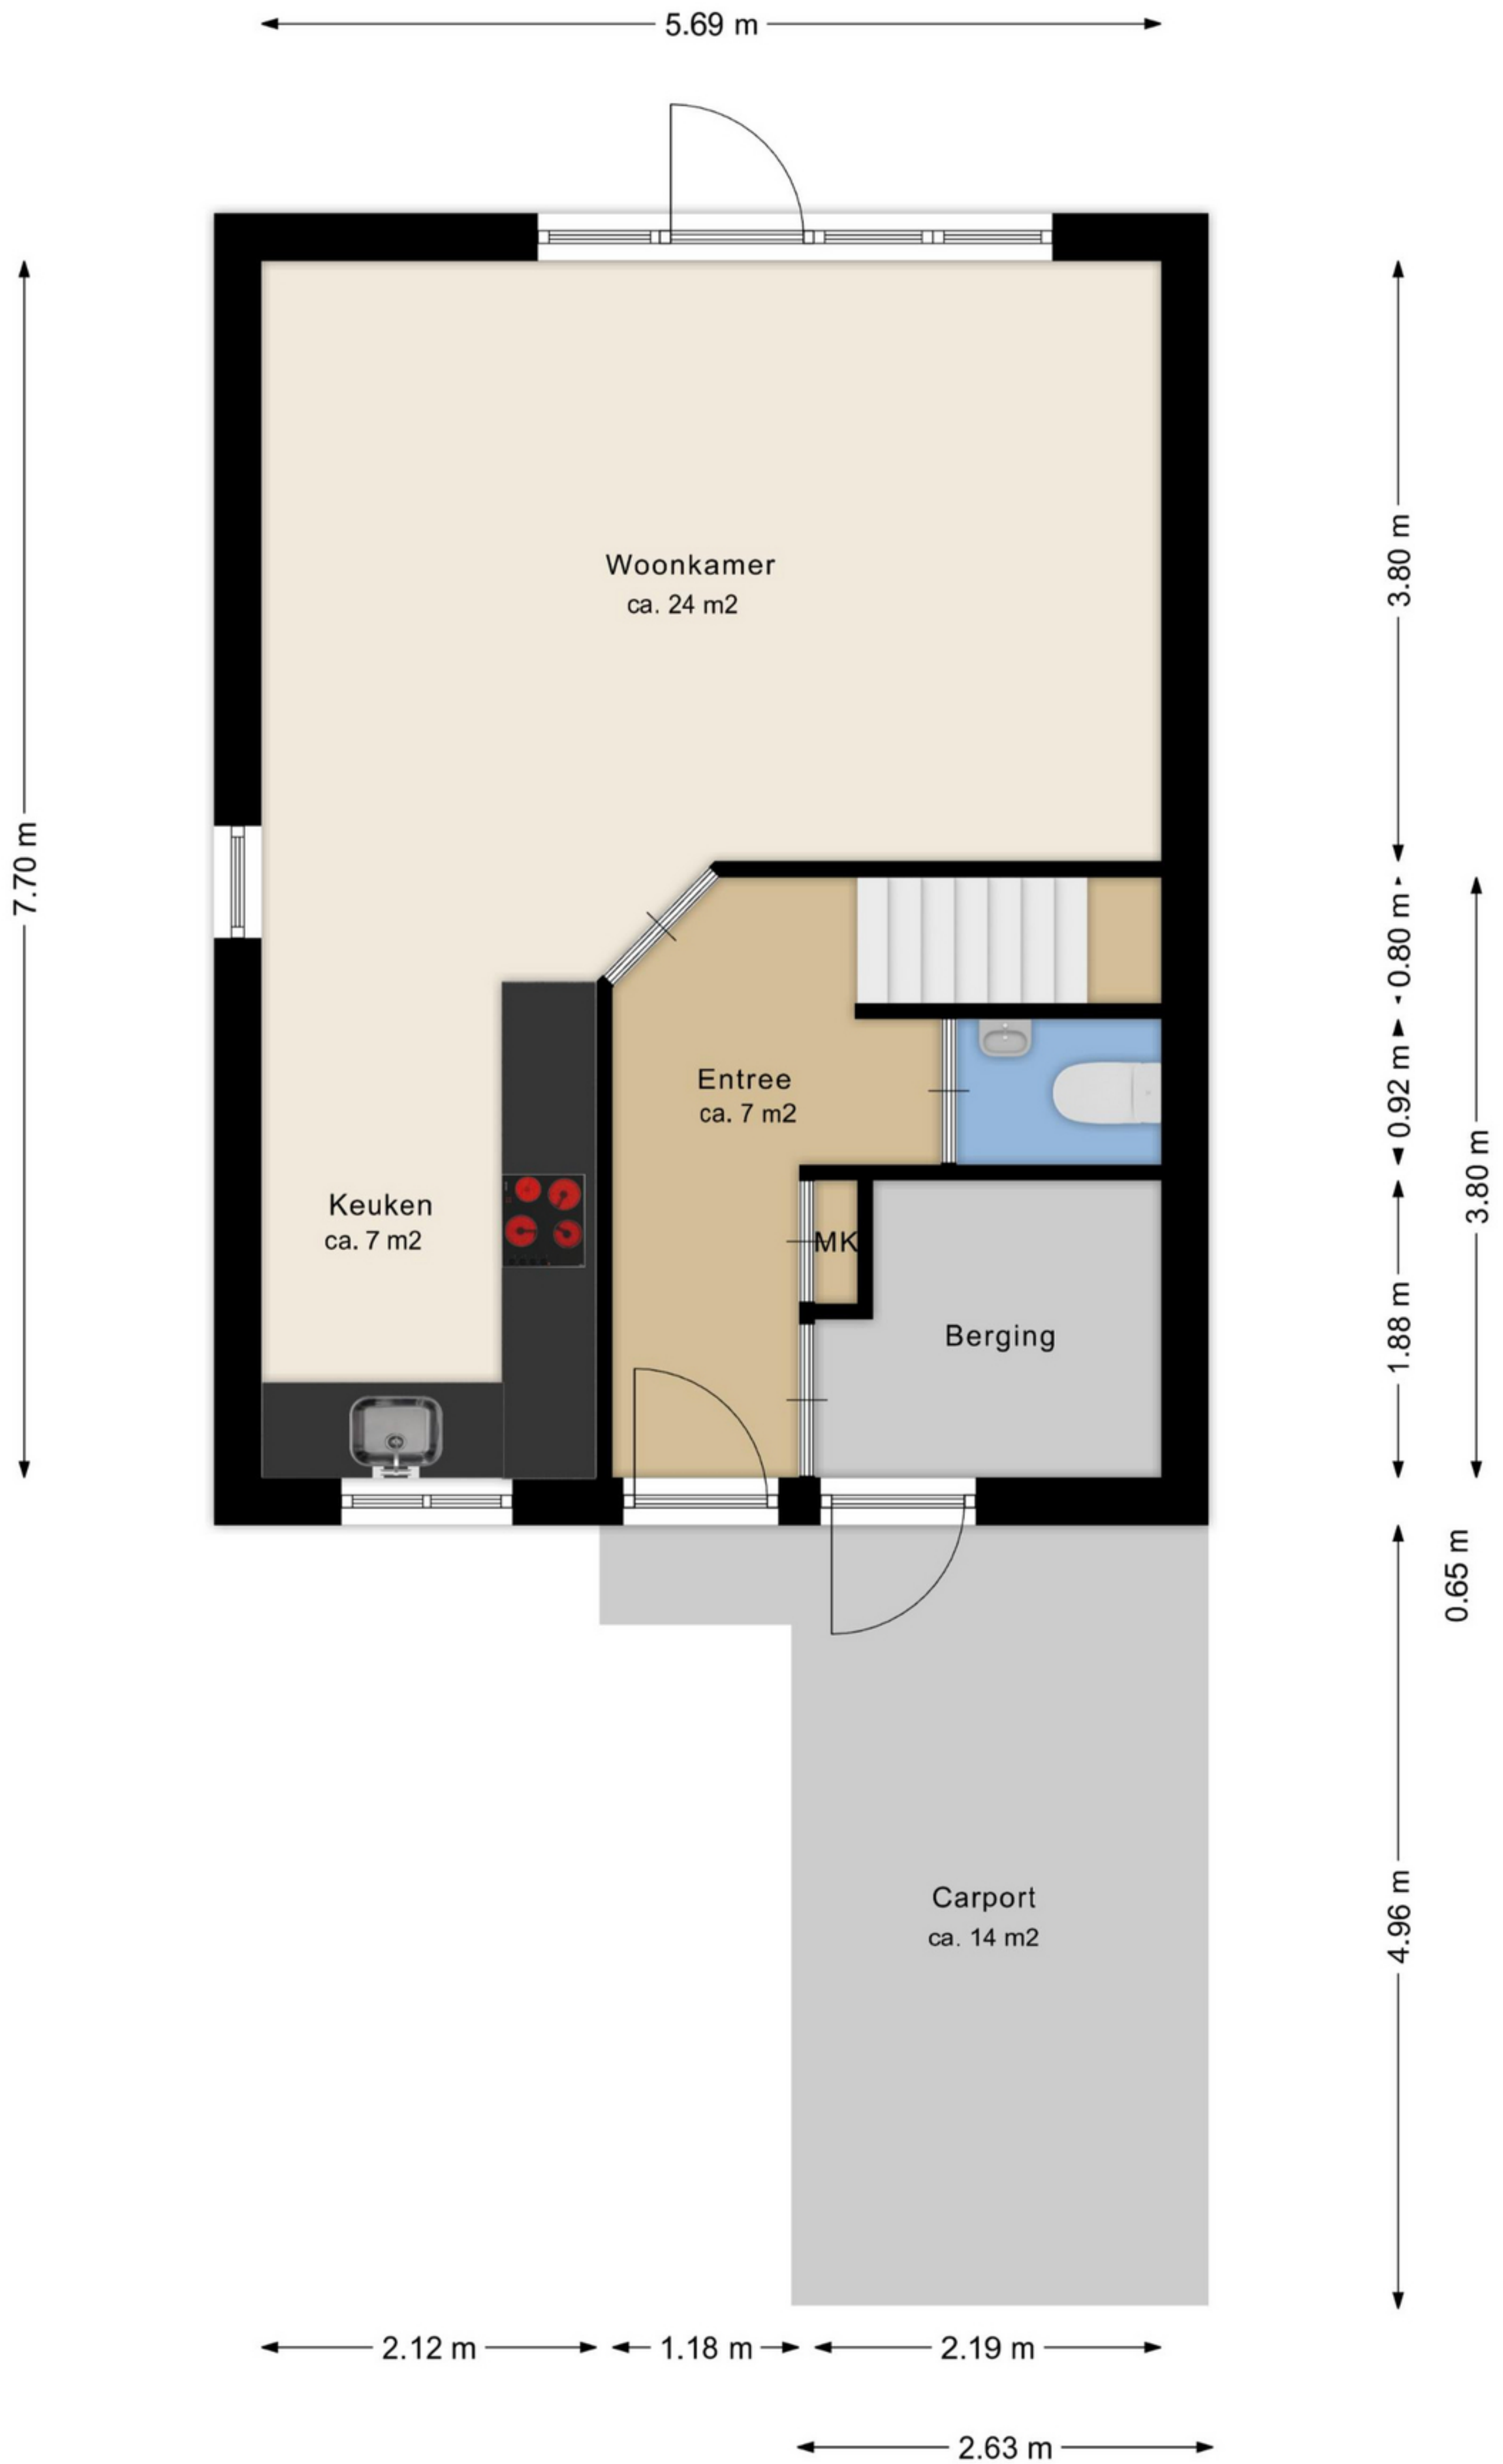 5.69 m
Woonkamer
ca. 24 m2
3.80 m
7.70 m
0.80 m
0.92 m
Entree
ca. 7 m2
3.80 m
Keuken
ca. 7 m2
MK
1.88 m
Berging
0.65 m
Carport
ca. 14 m2
4.96 m
2.12 m
1.18 m
2.19 m
2.63 m